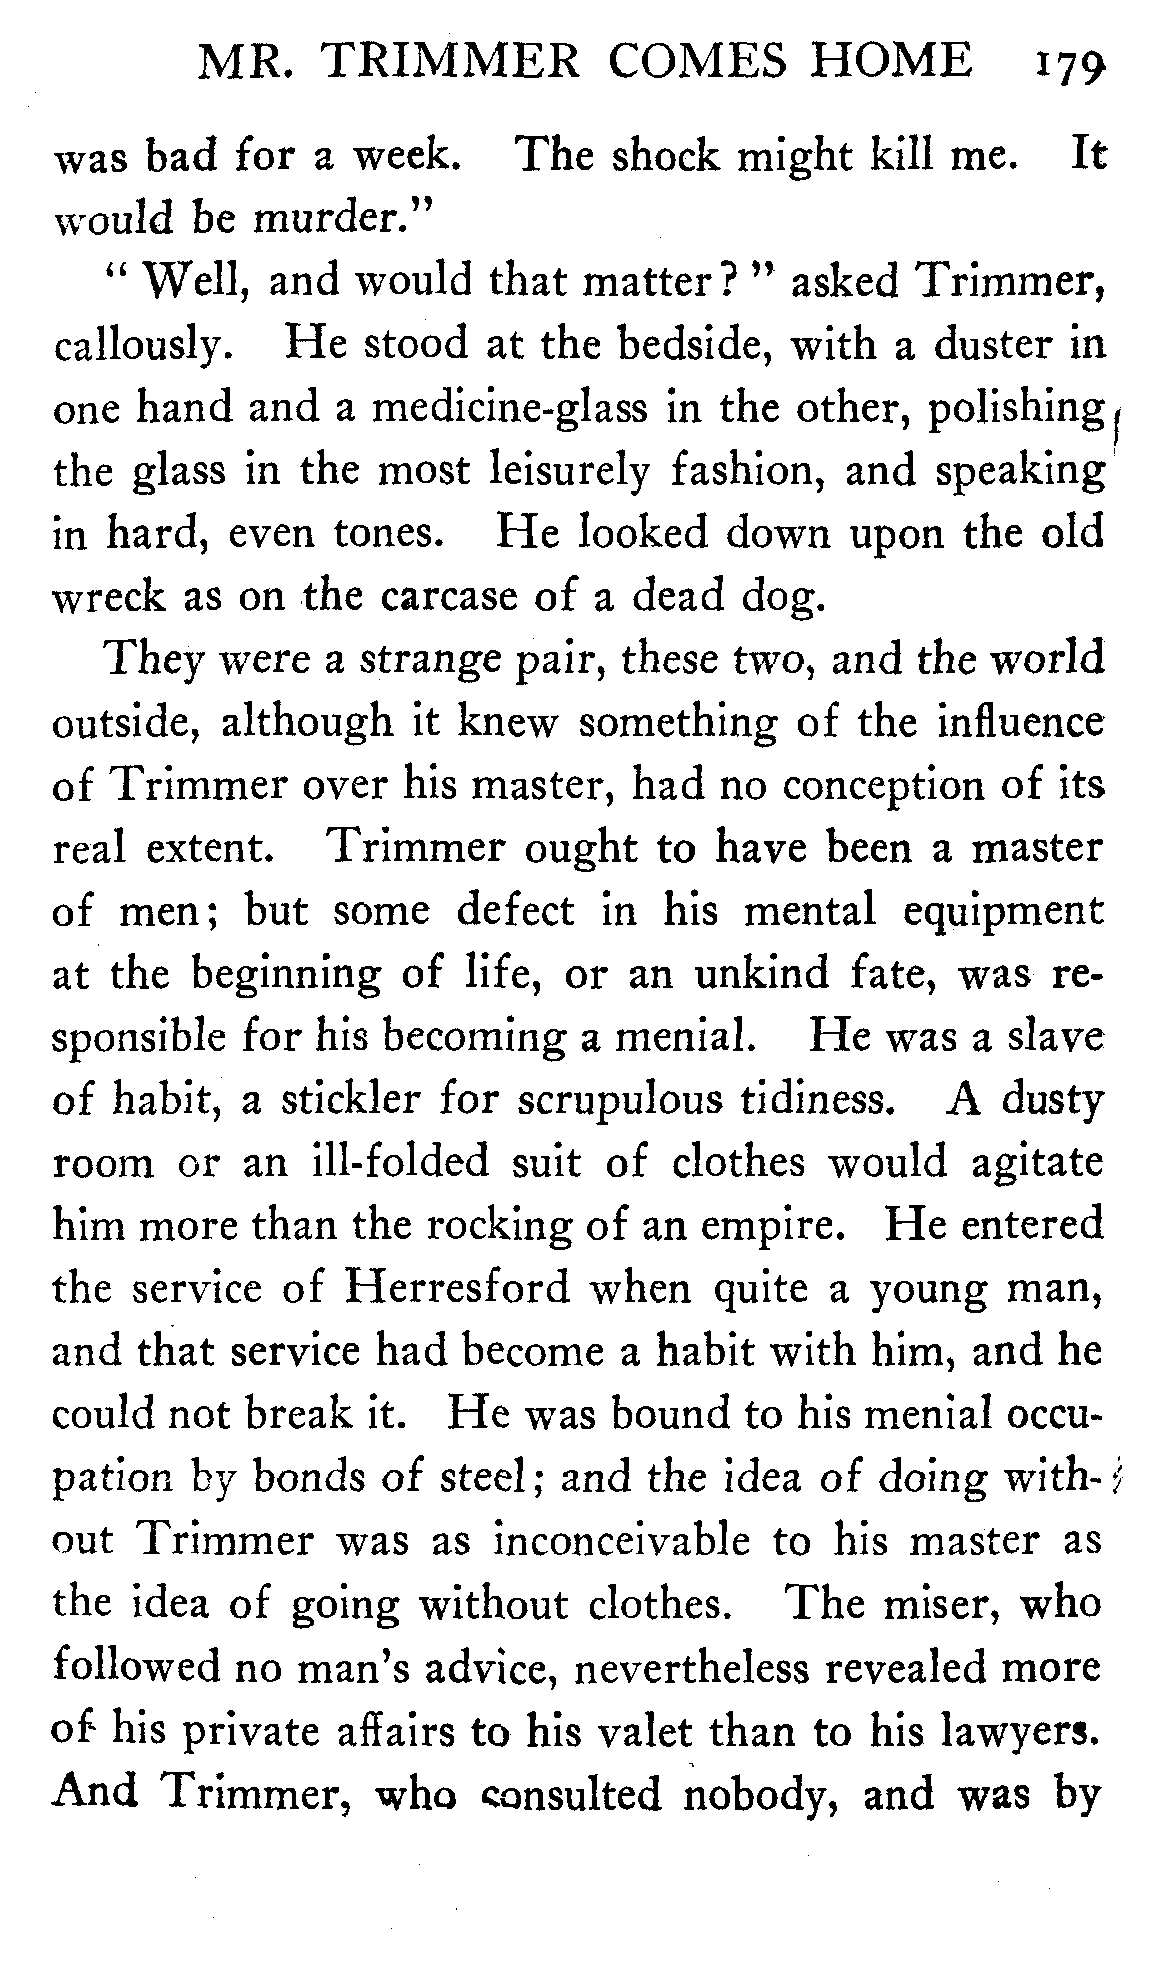 MR. TRIMMER COMES HOME 179
was bad for a week. The shock might kill me. It
would be murder."
" Well, and would that matter? " asked Trimmer,
callously. He stood at the bedside, with a duster in
one hand and a medicine-glass in the other, polishing
the glass in the most leisurely fashion, and speaking
in hard, even tones. He looked down upon the old
wreck as on the carcase of a dead dog.
They were a strange pair, these two, and the world
outside, although it knew something of the influence
of Trimmer over his master, had no conception of its
real extent. Trimmer ought to have been a master
of men; but some defect in his mental equipment
at the beginning of life, or an unkind fate, was re-
sponsible for his becoming a menial. He was a slave
of habit, a stickler for scrupulous tidiness. A dusty
room or an ill-folded suit of clothes would agitate
him more than the rocking of an empire. He entered
the service of Herresford when quite a young man,
and that service had become a habit with him, and he
could not break it. He was bound to his menial occu-
pation by bonds of steel; and the idea of doing with-
out Trimmer was as inconceivable to his master as
the idea of going without clothes. The miser, who
followed no man's advice, nevertheless revealed more
of his private affairs to his valet than to his lawyers.
And Trimmer, who consulted nobody, and was by